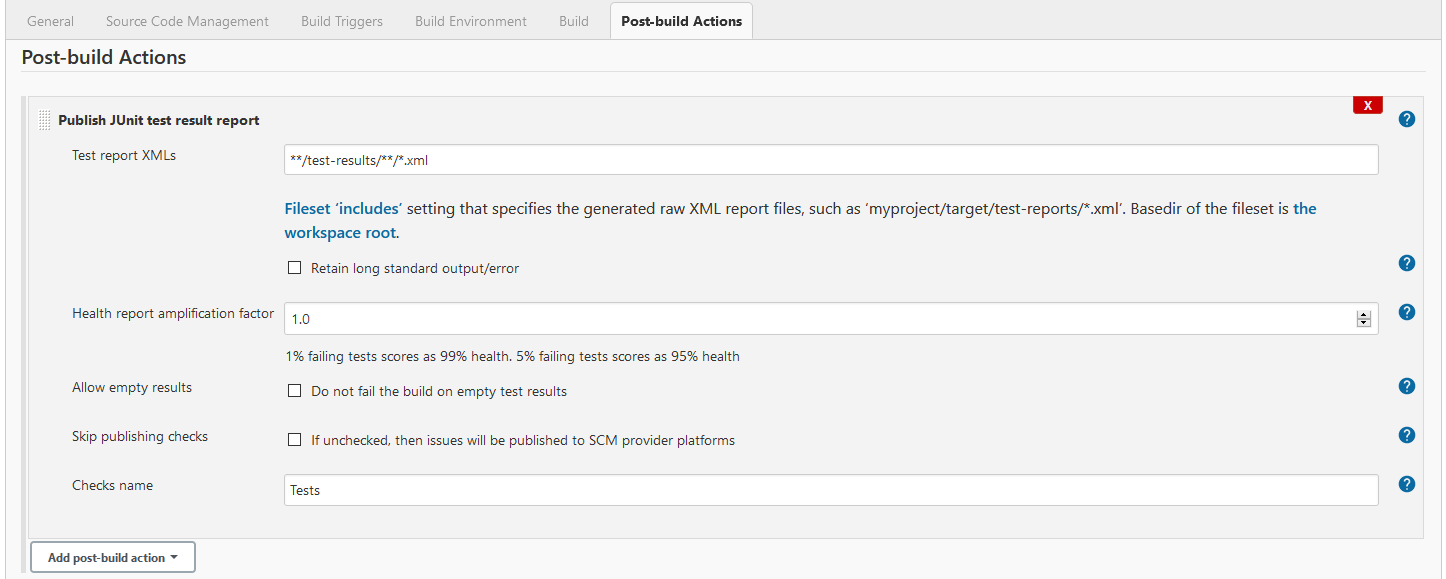 General Source Code Management Build Triggers Build Environment Build Post-build Actions
Post-build Actions
X
Publish JUnit test result report ?
Test report XMLs **/test-results/**/*.xml
Fileset ‘includes’ setting that specifies the generated raw XML report files, such as ‘myproject/target/test-reports/*.xml’. Basedir of the fileset is the
workspace root.
Retain long standard output/error ?
Health report amplification factor 1.0 ?
1% failing tests scores as 99% health. 5% failing tests scores as 95% health
Allow empty results Do not fail the build on empty test results ?
Skip publishing checks If unchecked, then issues will be published to SCM provider platforms ?
Checks name Tests ?
Add post-build action